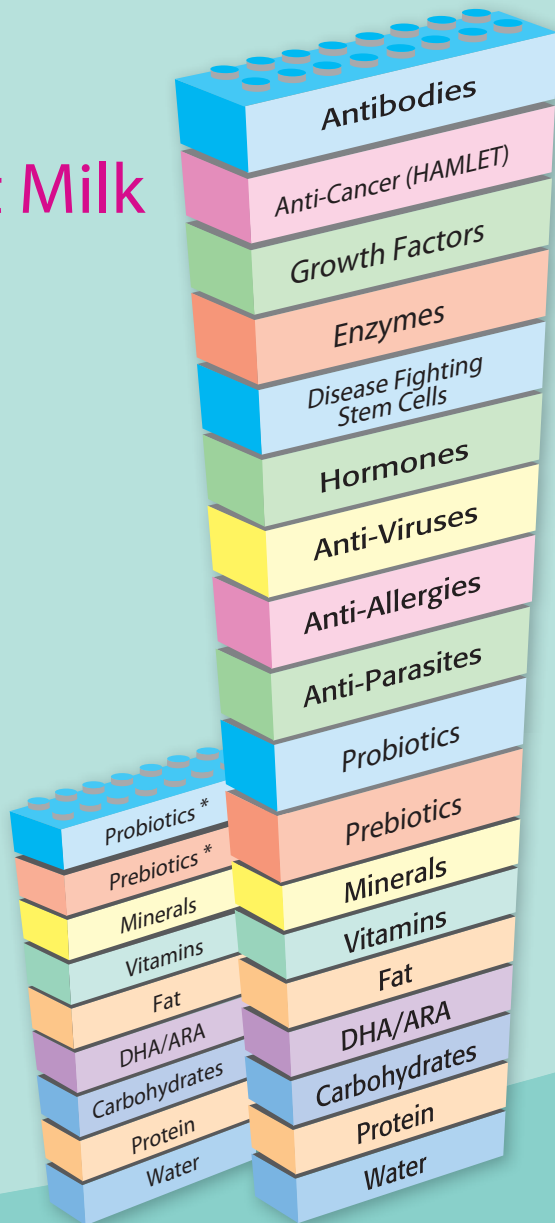 Milk
Antibodies
Anti-Cancer (HAMLET)
Growth Factors
Enzymes
Disease Fighting
Stem Cells
Hormones
Anti-Viruses
Anti-Allergies
Anti-Parasites
Probiotics
Prebiotics
Minerals
Vitamins
Fat
DHA/ARA
Carbohydrates
Protein
Water
Probiotics *
Prebiotics *
Minerals
Vitamins
Fat
DHA/ARA
Carbohydrates
Protein
Water